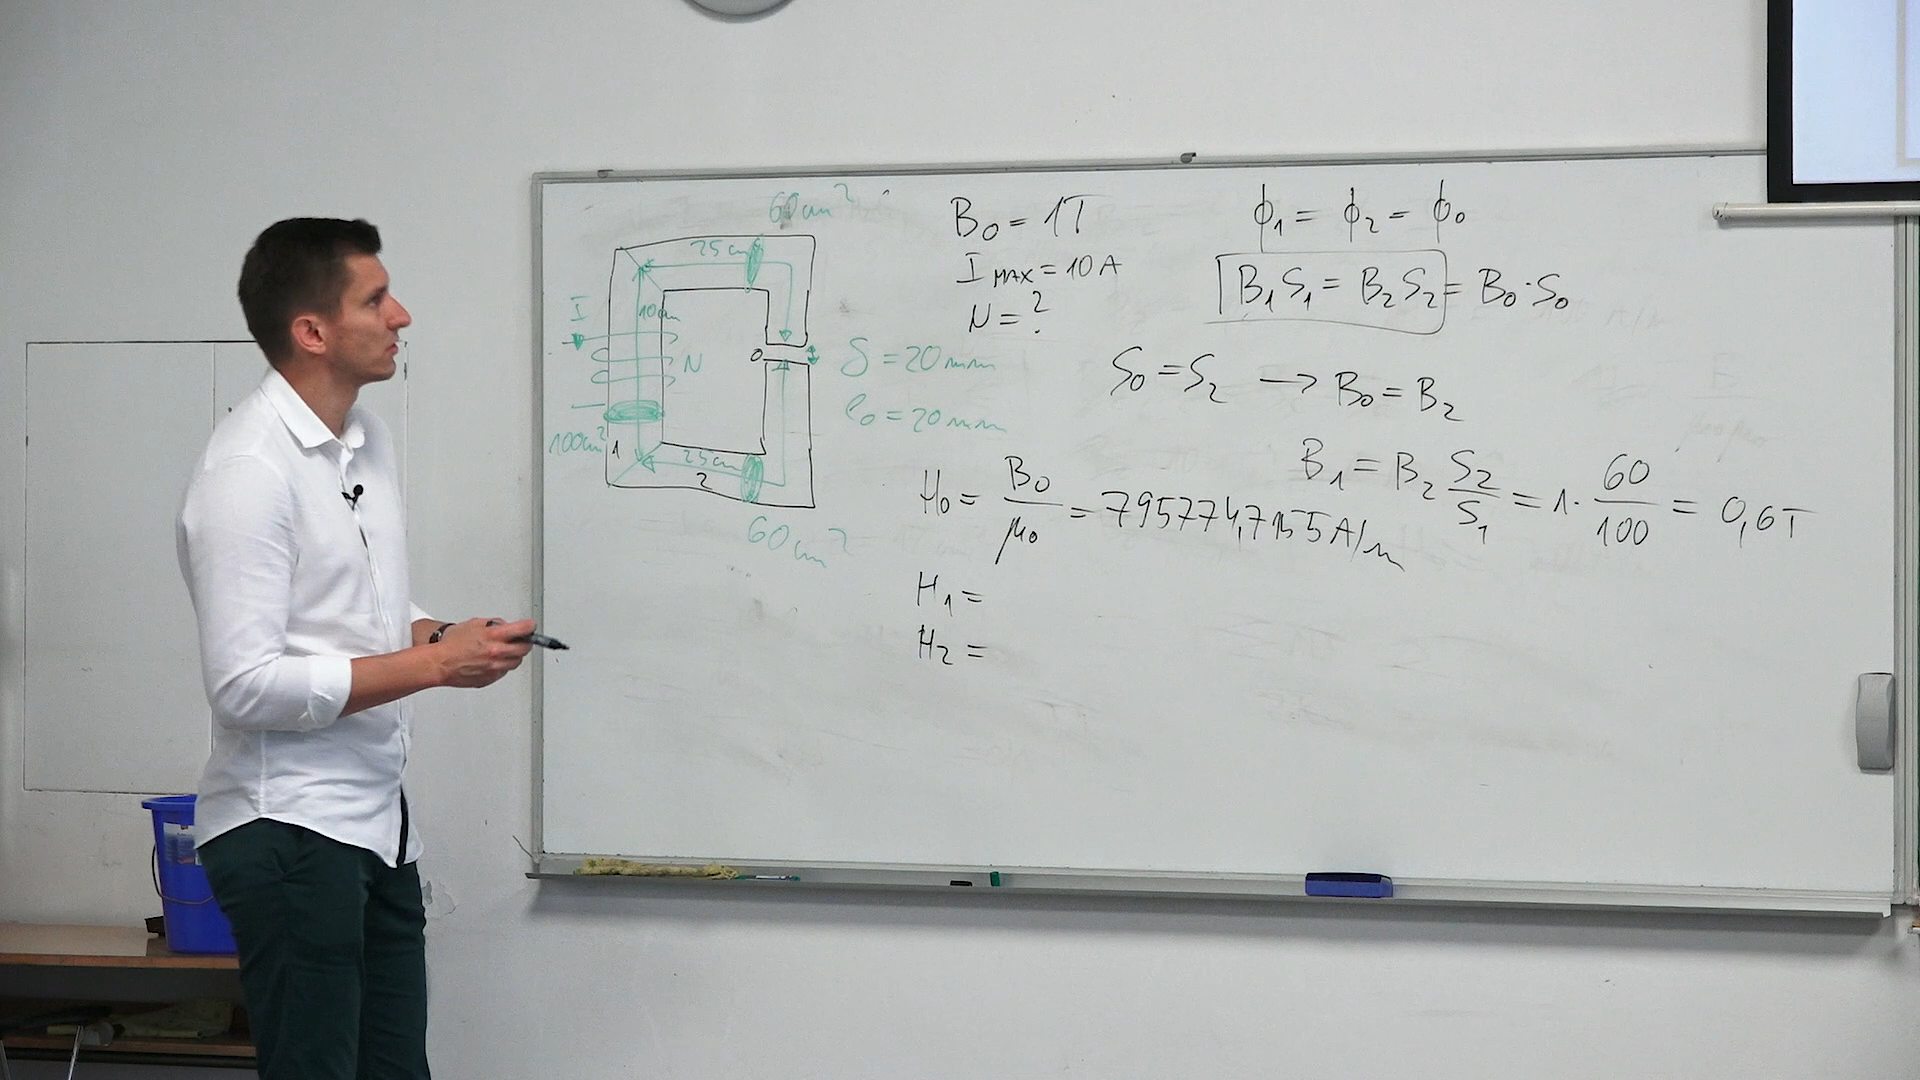 60cm²
25cm
I
10cm
N
0
δ = 20mm
l₀ = 20mm
100cm²
1
25cm
2
60cm²
B₀ = 1T
I MAX = 10A
N = ?
ϕ₁ = ϕ₂ = ϕ₀
B₁S₁ = B₂S₂ = B₀·S₀
S₀ = S₂ → B₀ = B₂
B₁ = B₂ S₂/S₁ = 1· 60/100 = 0,6T
H₀ = B₀/μ₀ = 795774,7155 A/m
H₁ =
H₂ =